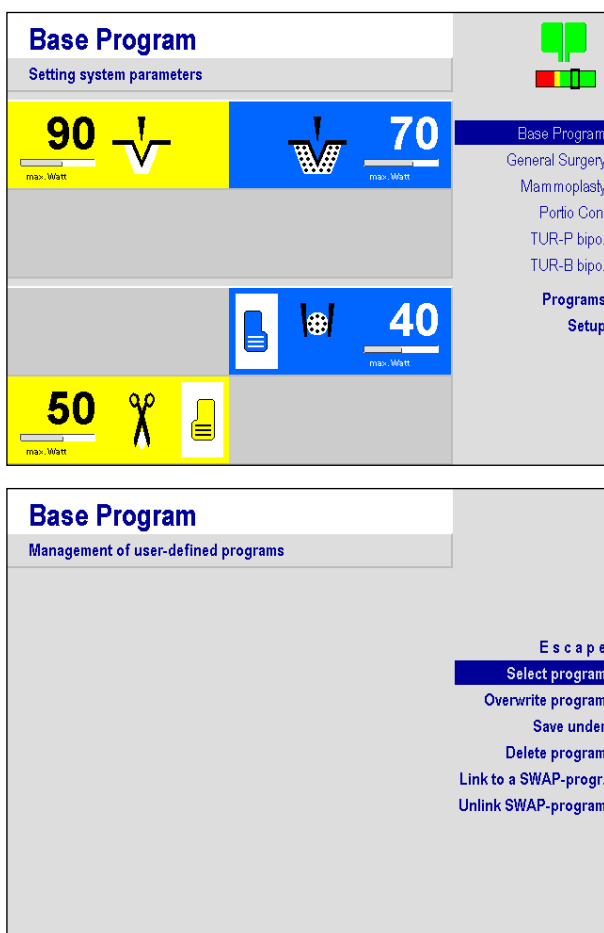 Base Program
Setting system parameters
90
max. Watt
70
max. Watt
Base Program
General Surgery
Mammoplasty
Portio Con
TUR-P bipo.
TUR-B bipo.
Programs
Setup
40
max. Watt
50
max. Watt
Base Program
Management of user-defined programs
Escape
Select program
Overwrite program
Save under
Delete program
Link to a SWAP-progr.
Unlink SWAP-program